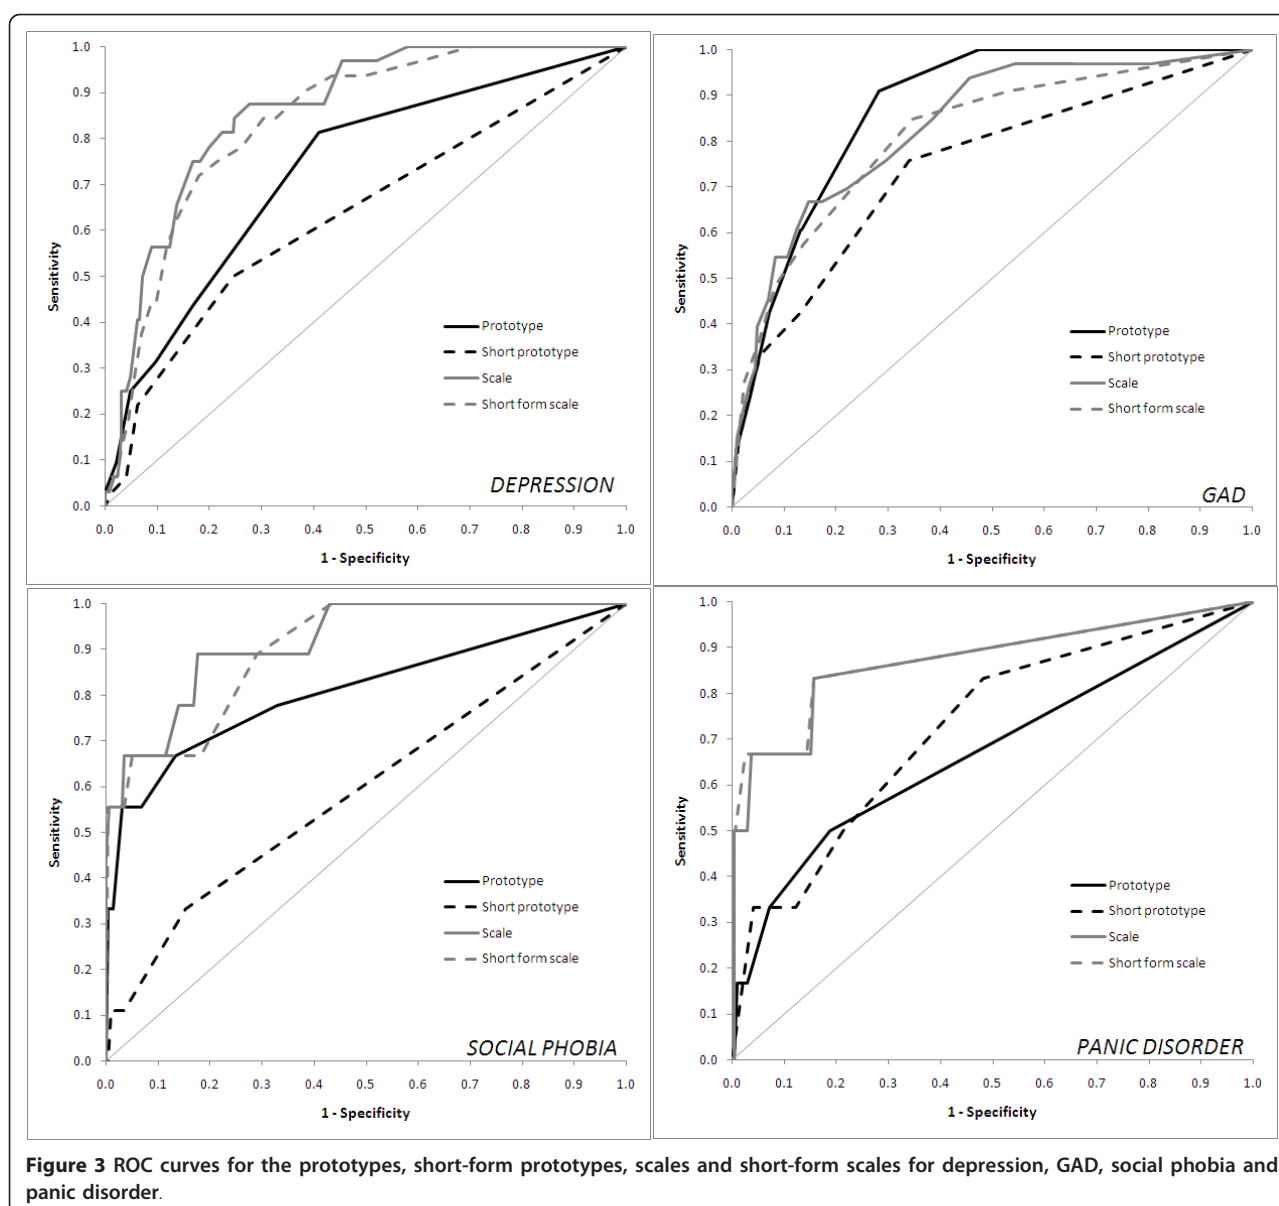 1.0
0.9
0.8
0.7
0.6
0.5
0.4
0.3
0.2
0.1
0.0
Sensitivity
Prototype
Short prototype
Scale
Short form scale
DEPRESSION
0.0 0.1 0.2 0.3 0.4 0.5 0.6 0.7 0.8 0.9 1.0
1 - Specificity
1.0
0.9
0.8
0.7
0.6
0.5
0.4
0.3
0.2
0.1
0.0
Sensitivity
Prototype
Short prototype
Scale
Short form scale
GAD
0.0 0.1 0.2 0.3 0.4 0.5 0.6 0.7 0.8 0.9 1.0
1 - Specificity
1.0
0.9
0.8
0.7
0.6
0.5
0.4
0.3
0.2
0.1
0.0
Sensitivity
Prototype
Short prototype
Scale
Short form scale
SOCIAL PHOBIA
0.0 0.1 0.2 0.3 0.4 0.5 0.6 0.7 0.8 0.9 1.0
1 - Specificity
1.0
0.9
0.8
0.7
0.6
0.5
0.4
0.3
0.2
0.1
0.0
Sensitivity
Prototype
Short prototype
Scale
Short form scale
PANIC DISORDER
0.0 0.1 0.2 0.3 0.4 0.5 0.6 0.7 0.8 0.9 1.0
1 - Specificity
Figure 3 ROC curves for the prototypes, short-form prototypes, scales and short-form scales for depression, GAD, social phobia and
panic disorder.